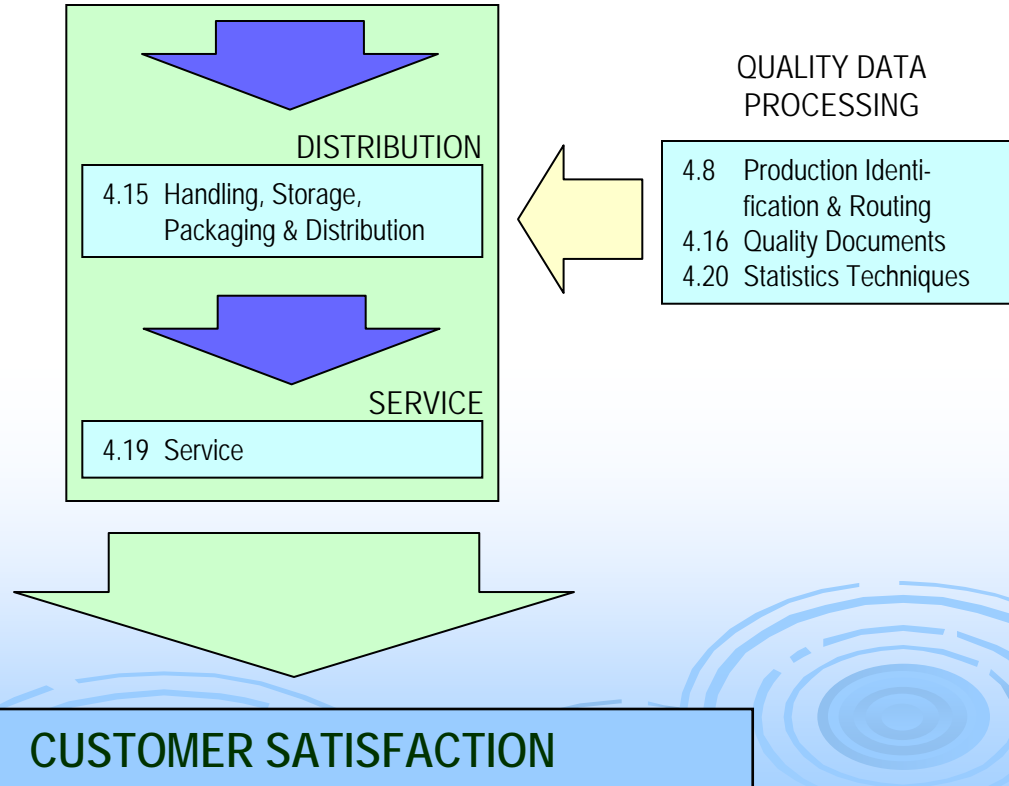 DISTRIBUTION
4.15 Handling, Storage,
Packaging & Distribution
SERVICE
4.19 Service
QUALITY DATA
PROCESSING
4.8 Production Identi-
fication & Routing
4.16 Quality Documents
4.20 Statistics Techniques
CUSTOMER SATISFACTION